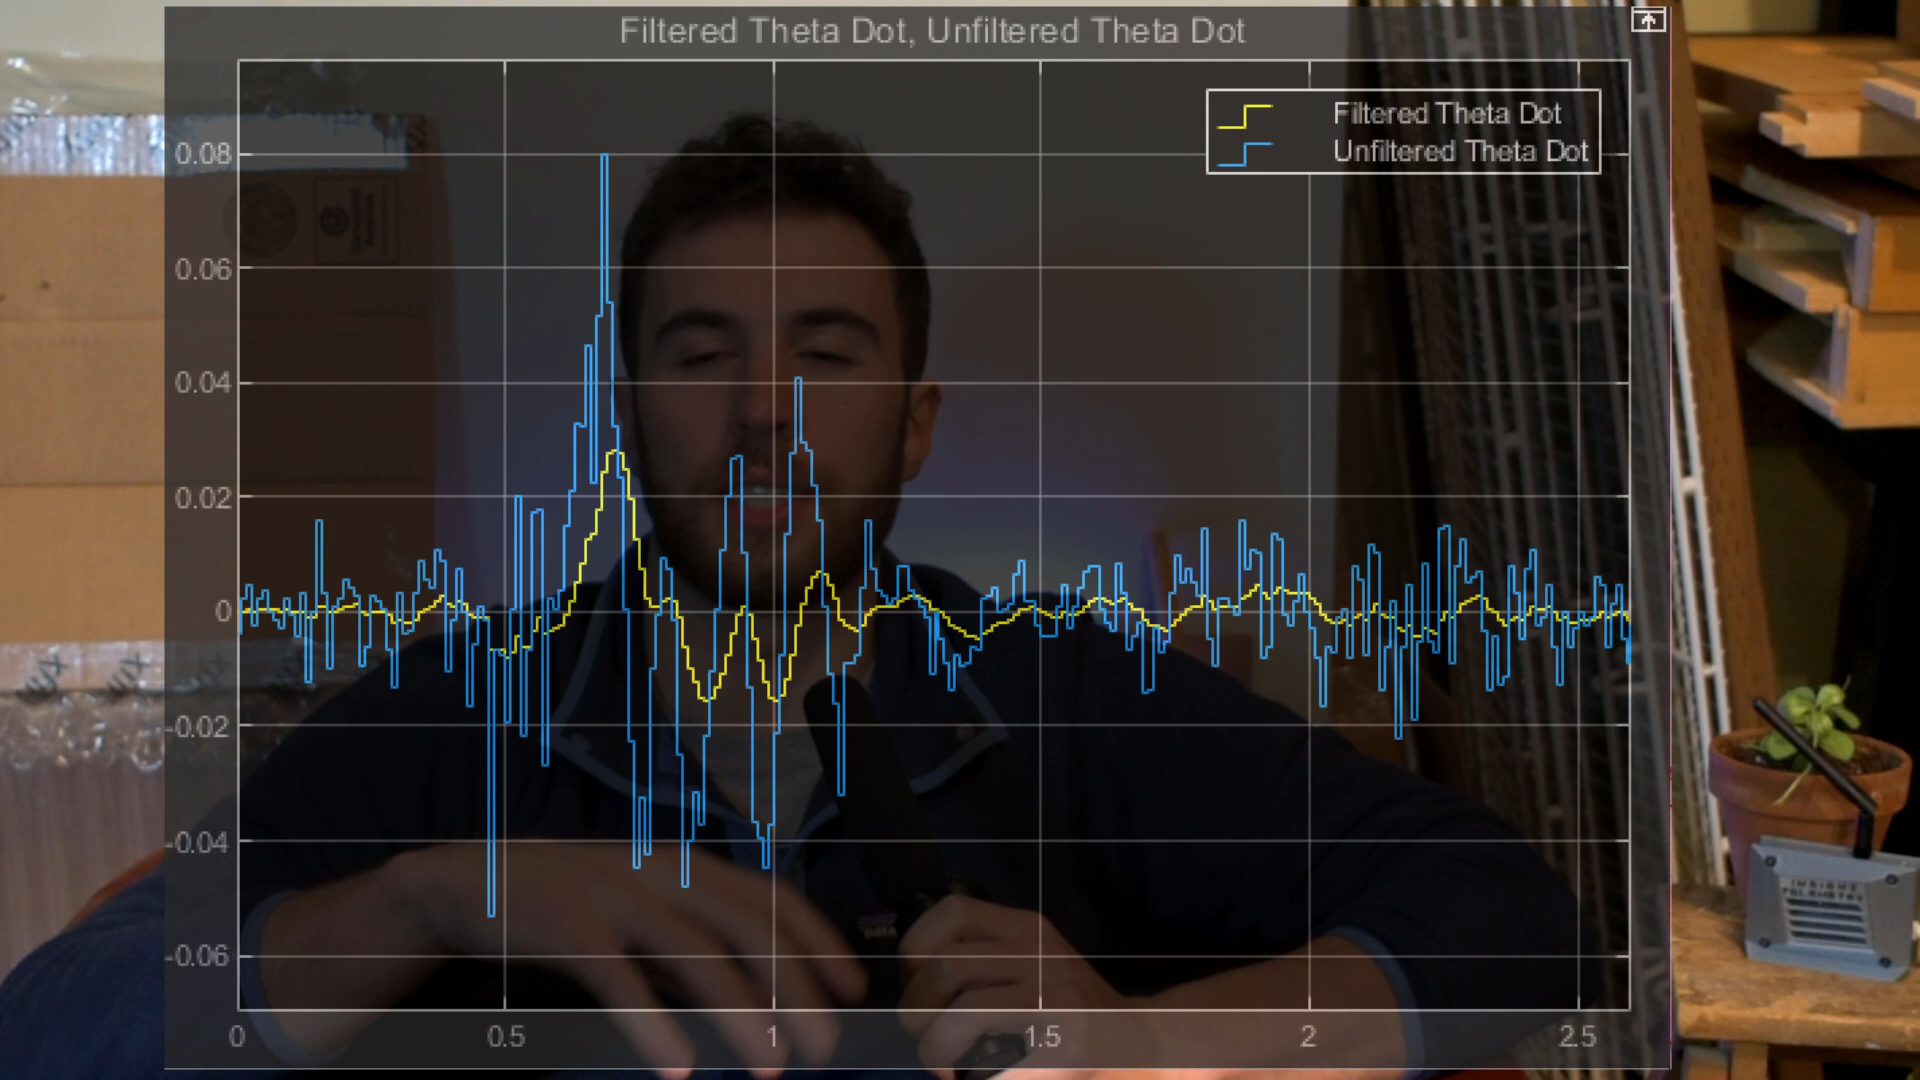 Filtered Theta Dot, Unfiltered Theta Dot
Filtered Theta Dot
Unfiltered Theta Dot
0.08
0.06
0.04
0.02
0
-0.02
-0.04
-0.06
0 0.5 1 1.5 2 2.5
data